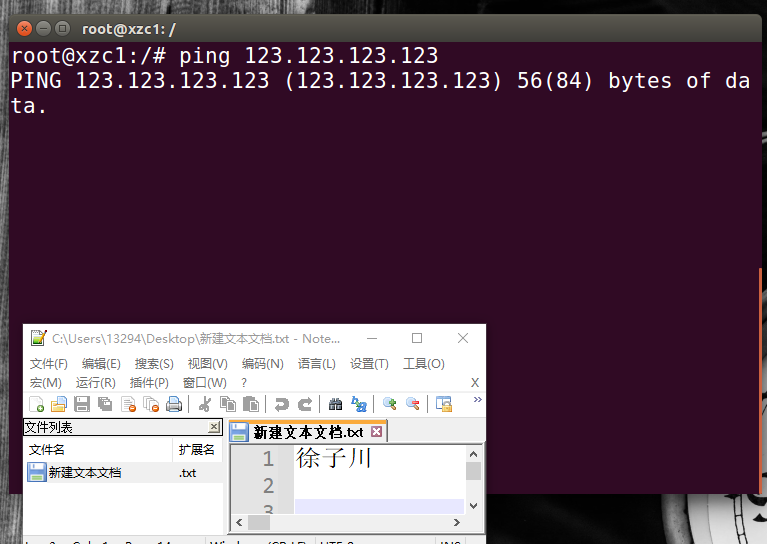 root@xzc1: /
root@xzc1:/# ping 123.123.123.123
PING 123.123.123.123 (123.123.123.123) 56(84) bytes of da
ta.
C:\Users\13294\Desktop\新建文本文档.txt - Note...
文件(F) 编辑(E) 搜索(S) 视图(V) 编码(N) 语言(L) 设置(T) 工具(O)
宏(M) 运行(R) 插件(P) 窗口(W) ? X
文件列表
新建文本文档.txt
文件名 扩展名
新建文本文档 .txt
1 徐子川
2
3